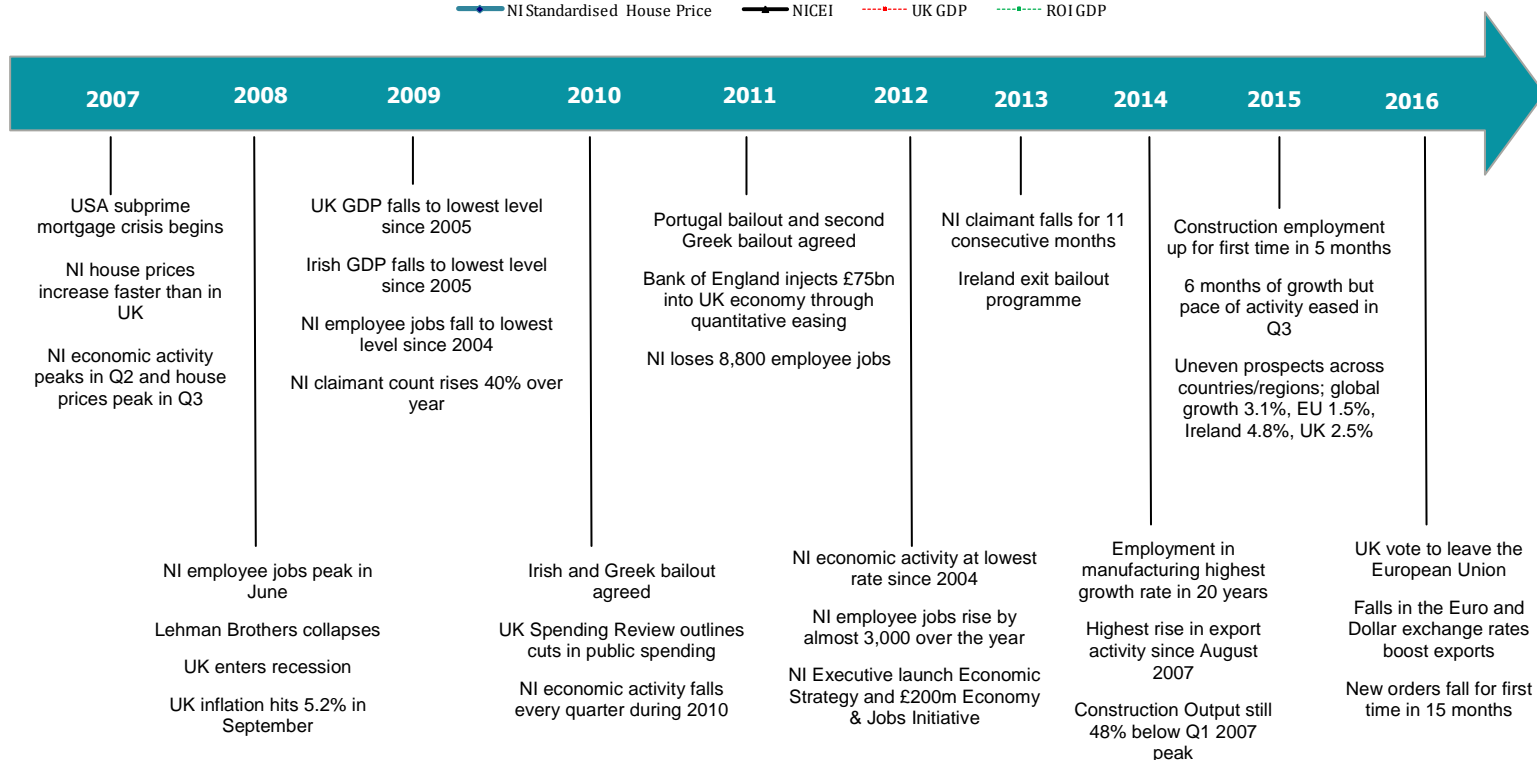 NI Standardised House Price NICEI UK GDP ROI GDP
2007 2008 2009 2010 2011 2012 2013 2014 2015 2016
USA subprime
mortgage crisis begins
NI house prices
increase faster than in
UK
NI economic activity
peaks in Q2 and house
prices peak in Q3
NI employee jobs peak in
June
Lehman Brothers collapses
UK enters recession
UK inflation hits 5.2% in
September
UK GDP falls to lowest level
since 2005
Irish GDP falls to lowest level
since 2005
NI employee jobs fall to lowest
level since 2004
NI claimant count rises 40% over
year
Irish and Greek bailout
agreed
UK Spending Review outlines
cuts in public spending
NI economic activity falls
every quarter during 2010
Portugal bailout and second
Greek bailout agreed
Bank of England injects £75bn
into UK economy through
quantitative easing
NI loses 8,800 employee jobs
NI economic activity at lowest
rate since 2004
NI employee jobs rise by
almost 3,000 over the year
NI Executive launch Economic
Strategy and £200m Economy
& Jobs Initiative
NI claimant falls for 11
consecutive months
Ireland exit bailout
programme
Employment in
manufacturing highest
growth rate in 20 years
Highest rise in export
activity since August
2007
Construction Output still
48% below Q1 2007
peak
Construction employment
up for first time in 5 months
6 months of growth but
pace of activity eased in
Q3
Uneven prospects across
countries/regions; global
growth 3.1%, EU 1.5%,
Ireland 4.8%, UK 2.5%
UK vote to leave the
European Union
Falls in the Euro and
Dollar exchange rates
boost exports
New orders fall for first
time in 15 months